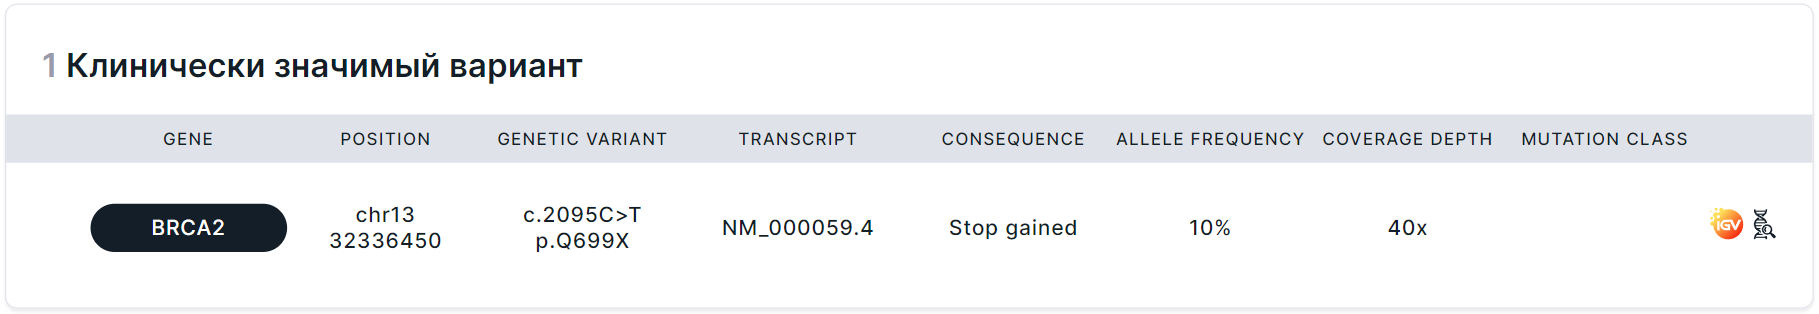 1 Клинически значимый вариант
GENE POSITION GENETIC VARIANT TRANSCRIPT CONSEQUENCE ALLELE FREQUENCY COVERAGE DEPTH MUTATION CLASS
BRCA2
chr13
32336450
c.2095C>T
p.Q699X
NM_000059.4
Stop gained
10%
40x
IGV